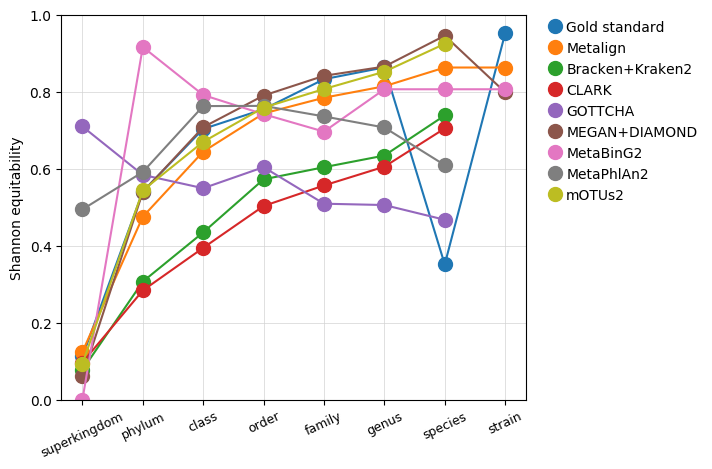 1.0
0.8
0.6
0.4
0.2
0.0
Shannon equitability
superkingdom
phylum
class
order
family
genus
species
strain
Gold standard
Metalign
Bracken+Kraken2
CLARK
GOTTCHA
MEGAN+DIAMOND
MetaBinG2
MetaPhlAn2
mOTUs2